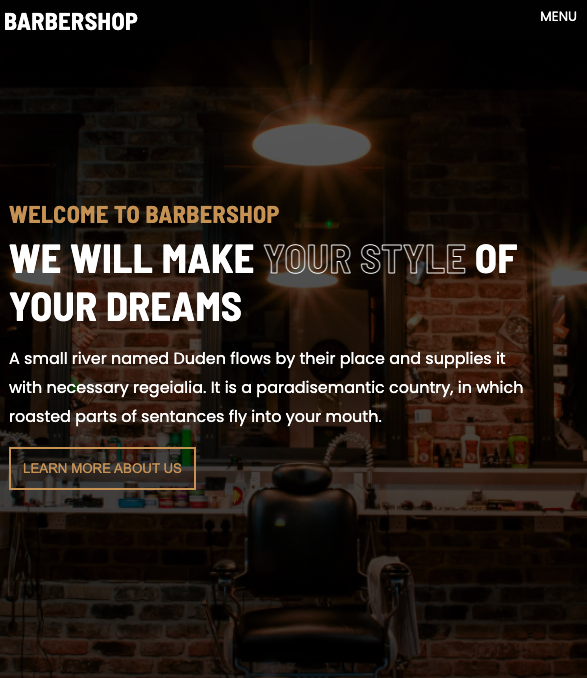 BARBERSHOP
MENU
WELCOME TO BARBERSHOP
WE WILL MAKE YOUR STYLE OF
YOUR DREAMS
A small river named Duden flows by their place and supplies it
with necessary regeialia. It is a paradisemantic country, in which
roasted parts of sentances fly into your mouth.
LEARN MORE ABOUT US